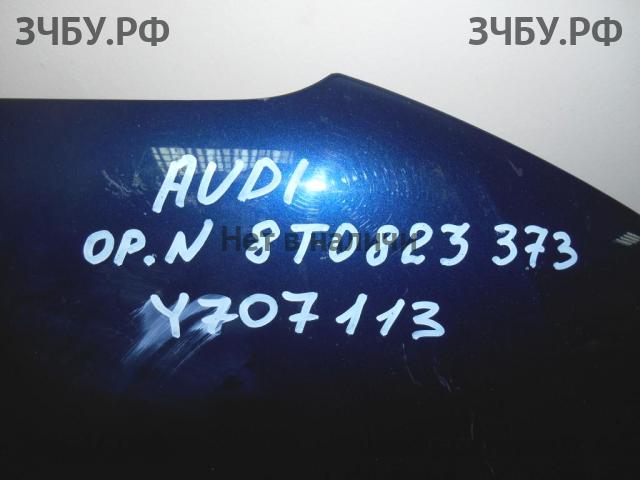 ЗЧБУ.РФ ЗЧБУ.РФ
AUDI
Нет в наличии
OP.N 8T0823 373
Y707113